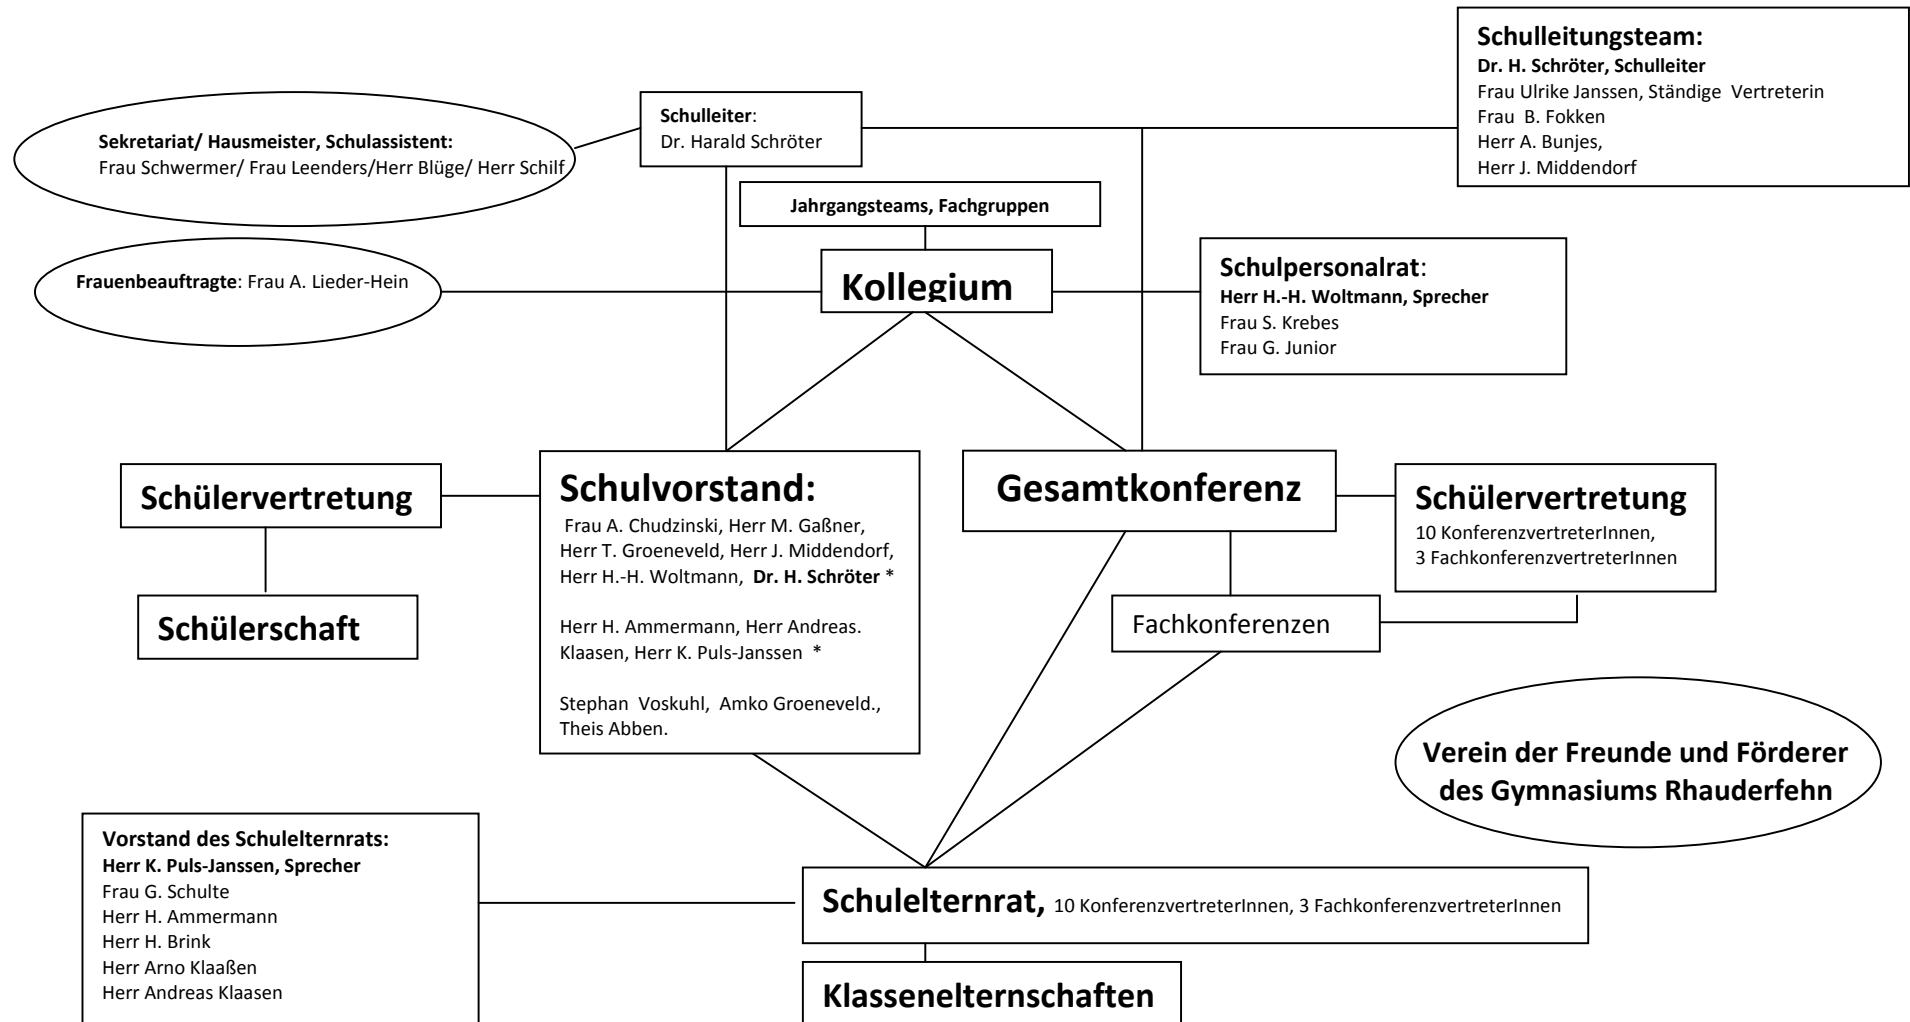 Schulleitungsteam:
Dr. H. Schröter, Schulleiter
Frau Ulrike Janssen, Ständige Vertreterin
Frau B. Fokken
Herr A. Bunjes,
Herr J. Middendorf
Schulleiter:
Dr. Harald Schröter
Sekretariat/ Hausmeister, Schulassistent:
Frau Schwermer/ Frau Leenders/Herr Blüge/ Herr Schilf
Jahrgangsteams, Fachgruppen
Frauenbeauftragte: Frau A. Lieder-Hein
Kollegium
Schulpersonalrat:
Herr H.-H. Woltmann, Sprecher
Frau S. Krebes
Frau G. Junior
Schülervertretung
Schülerschaft
Schulvorstand:
Frau A. Chudzinski, Herr M. Gaßner,
Herr T. Groeneveld, Herr J. Middendorf,
Herr H.-H. Woltmann, Dr. H. Schröter *
Herr H. Ammermann, Herr Andreas.
Klaasen, Herr K. Puls-Janssen *
Stephan Voskuhl, Amko Groeneveld.,
Theis Abben.
Gesamtkonferenz
Schülervertretung
10 KonferenzvertreterInnen,
3 FachkonferenzvertreterInnen
Fachkonferenzen
Verein der Freunde und Förderer
des Gymnasiums Rhauderfehn
Vorstand des Schulelternrats:
Herr K. Puls-Janssen, Sprecher
Frau G. Schulte
Herr H. Ammermann
Herr H. Brink
Herr Arno Klaaßen
Herr Andreas Klaasen
Schulelternrat, 10 KonferenzvertreterInnen, 3 FachkonferenzvertreterInnen
Klassenelternschaften